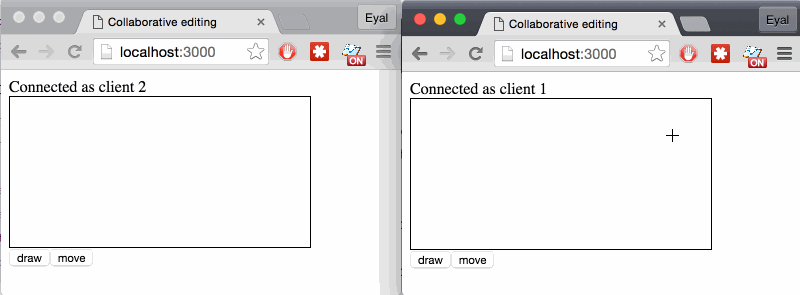 Collaborative editing
Eyal
localhost:3000
ON
Connected as client 2
draw move
Collaborative editing
Eyal
localhost:3000
ON
Connected as client 1
draw move